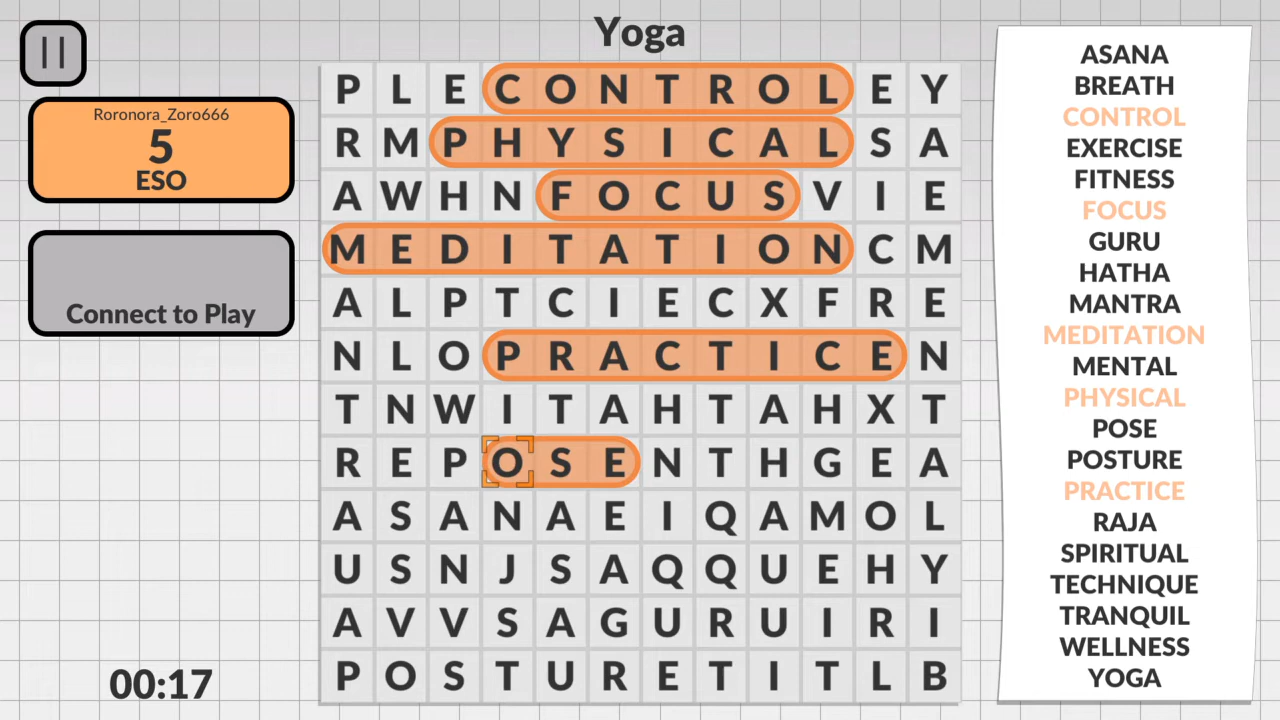 Yoga
Roronora_Zoro666
5
ESO
Connect to Play
00:17
P L E C O N T R O L E Y
R M P H Y S I C A L S A
A W H N F O C U S V I E
M E D I T A T I O N C M
A L P T C I E C X F R E
N L O P R A C T I C E N
T N W I T A H T A H X T
R E P O S E N T H G E A
A S A N A E I Q A M O L
U S N J S A Q Q U E H Y
A V V S A G U R U I R I
P O S T U R E T I T L B
ASANA
BREATH
CONTROL
EXERCISE
FITNESS
FOCUS
GURU
HATHA
MANTRA
MEDITATION
MENTAL
PHYSICAL
POSE
POSTURE
PRACTICE
RAJA
SPIRITUAL
TECHNIQUE
TRANQUIL
WELLNESS
YOGA